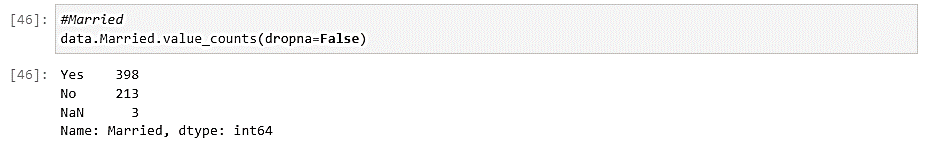 [46]: #Married
data.Married.value_counts(dropna=False)
[46]: Yes    398
No     213
NaN      3
Name: Married, dtype: int64